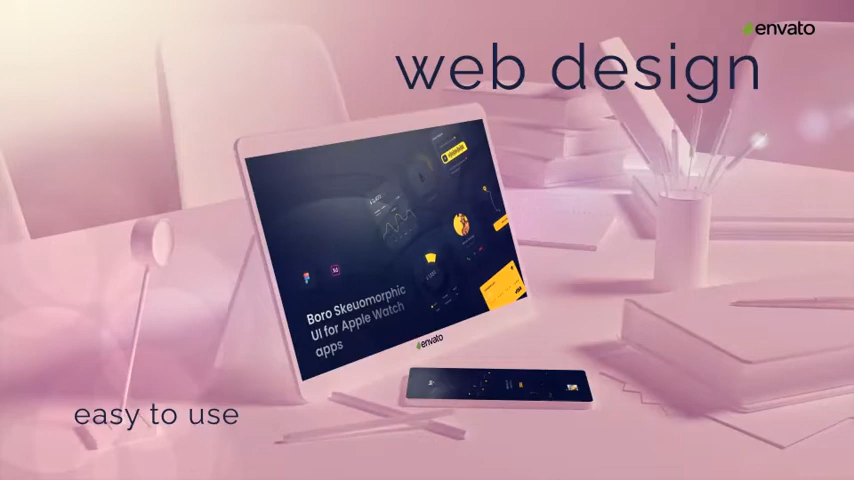 envato
web design
Boro Skeuomorphic
UI for Apple Watch
apps
envato
easy to use